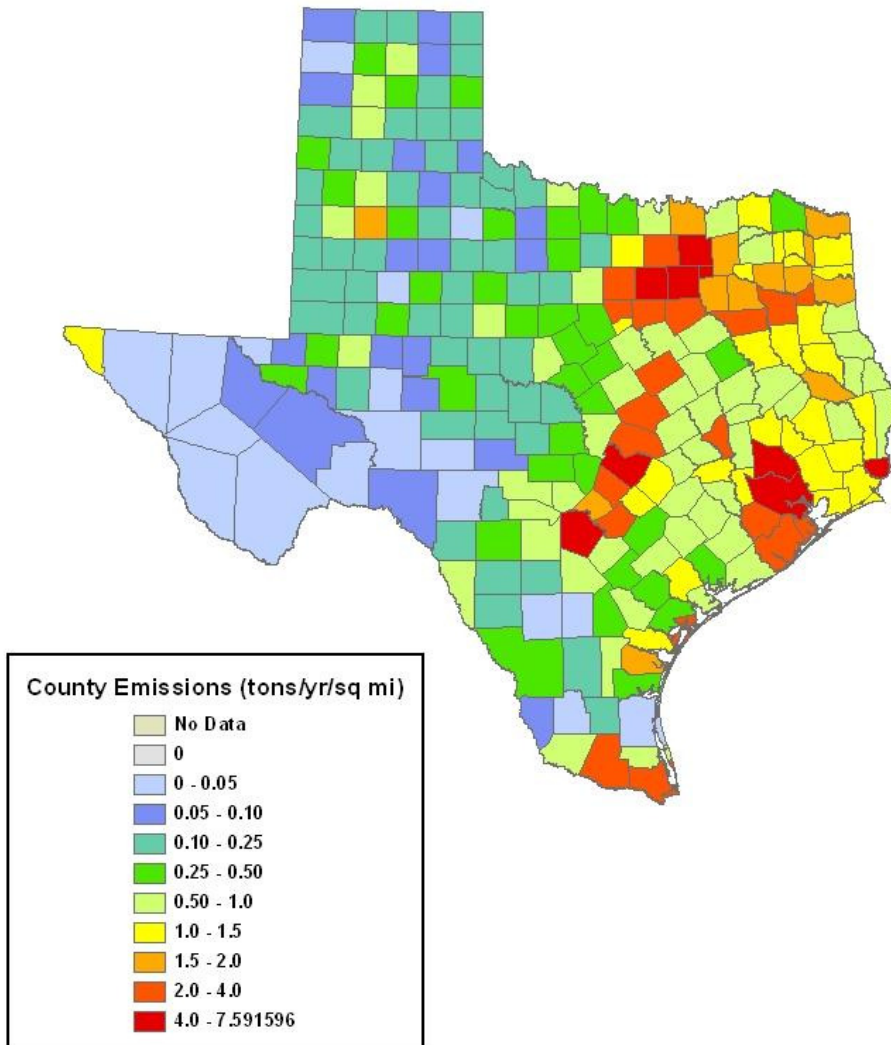 County Emissions (tons/yr/sq mi)
No Data
0
0 - 0.05
0.05 - 0.10
0.10 - 0.25
0.25 - 0.50
0.50 - 1.0
1.0 - 1.5
1.5 - 2.0
2.0 - 4.0
4.0 - 7.591596